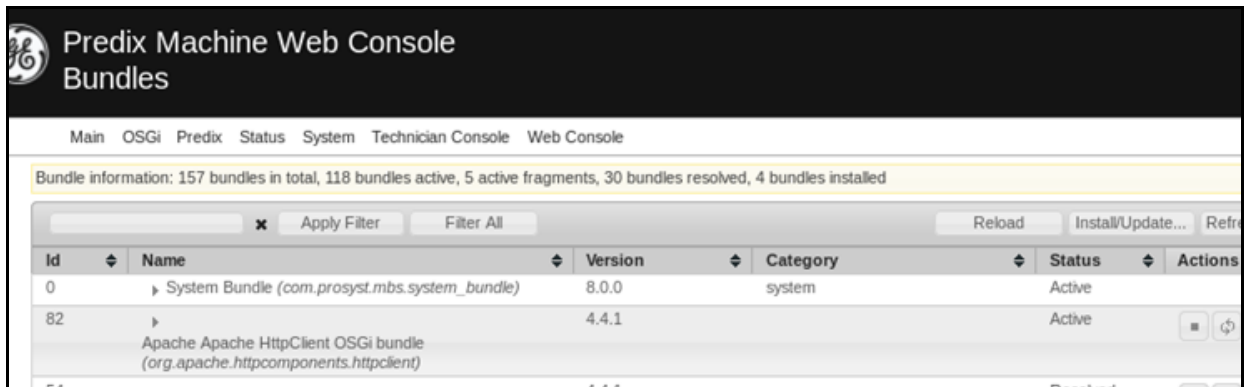 Predix Machine Web Console
Bundles
Main OSGi Predix Status System Technician Console Web Console
Bundle information: 157 bundles in total, 118 bundles active, 5 active fragments, 30 bundles resolved, 4 bundles installed
Apply Filter Filter All Reload Install/Update...
Id Name Version Category Status Actions
0 System Bundle (com.prosyst.mbs.system_bundle) 8.0.0 system Active
82 4.4.1 Active
Apache Apache HttpClient OSGi bundle
(org.apache.httpcomponents.httpclient)